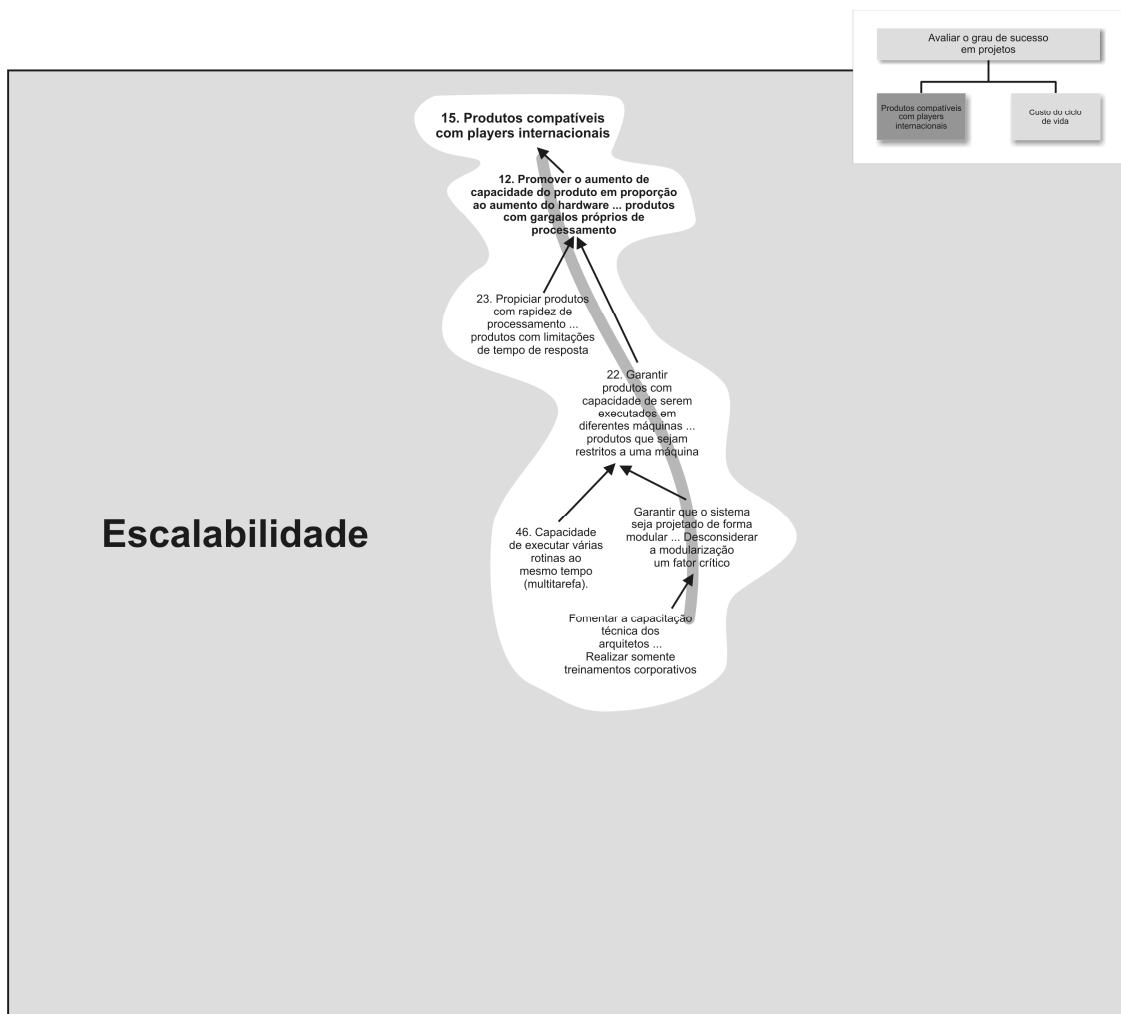 Avaliar o grau de sucesso
em projetos
Produtos compatíveis
com players
internacionais
Custo do ciclo
de vida
15. Produtos compatíveis
com players internacionais
12. Promover o aumento de
capacidade do produto em proporção
ao aumento do hardware ... produtos
com gargalos próprios de
processamento
23. Propiciar produtos
com rapidez de
processamento ...
produtos com limitações
de tempo de resposta
22. Garantir
produtos com
capacidade de serem
executados em
diferentes máquinas ...
produtos que sejam
restritos a uma máquina
Escalabilidade
46. Capacidade
de executar várias
rotinas ao
mesmo tempo
(multitarefa).
Garantir que o sistema
seja projetado de forma
modular ... Desconsiderar
a modularização
um fator crítico
Fomentar a capacitação
técnica dos
arquitetos ...
Realizar somente
treinamentos corporativos